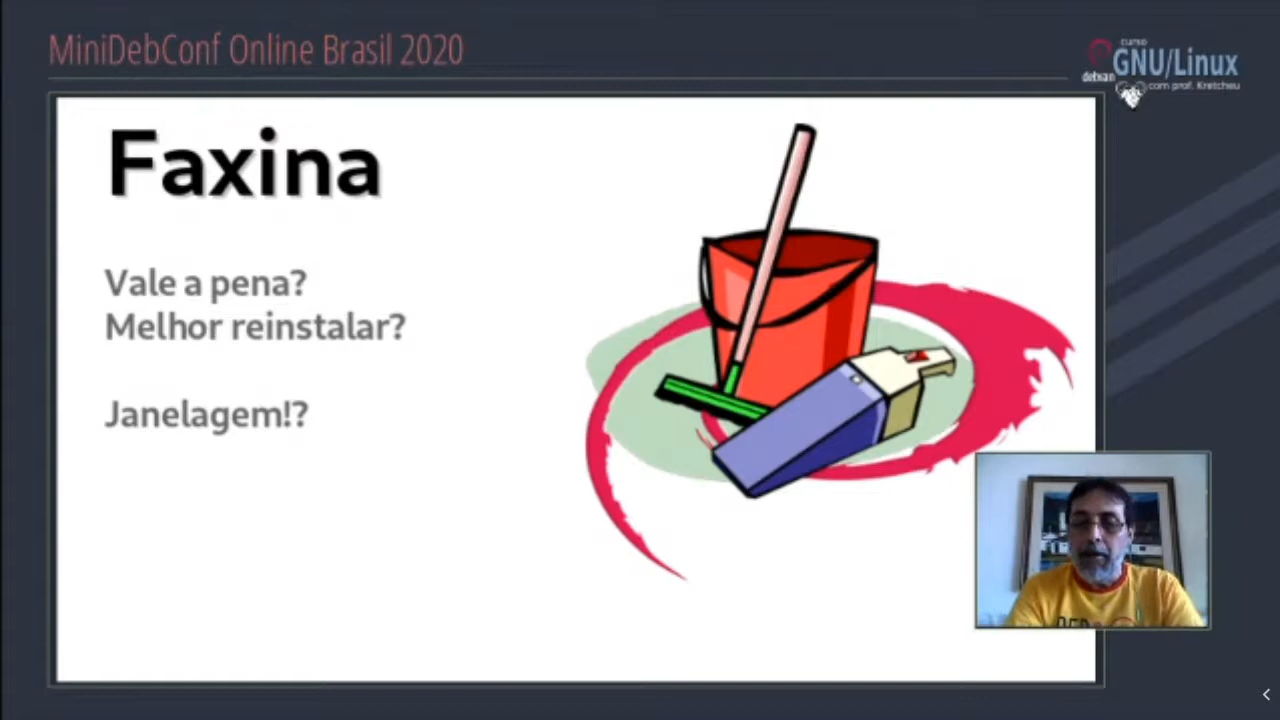 MiniDebConf Online Brasil 2020
curso
GNU/Linux
debian
com prof. Kretcheu
Faxina
Vale a pena?
Melhor reinstalar?
Janelagem!?